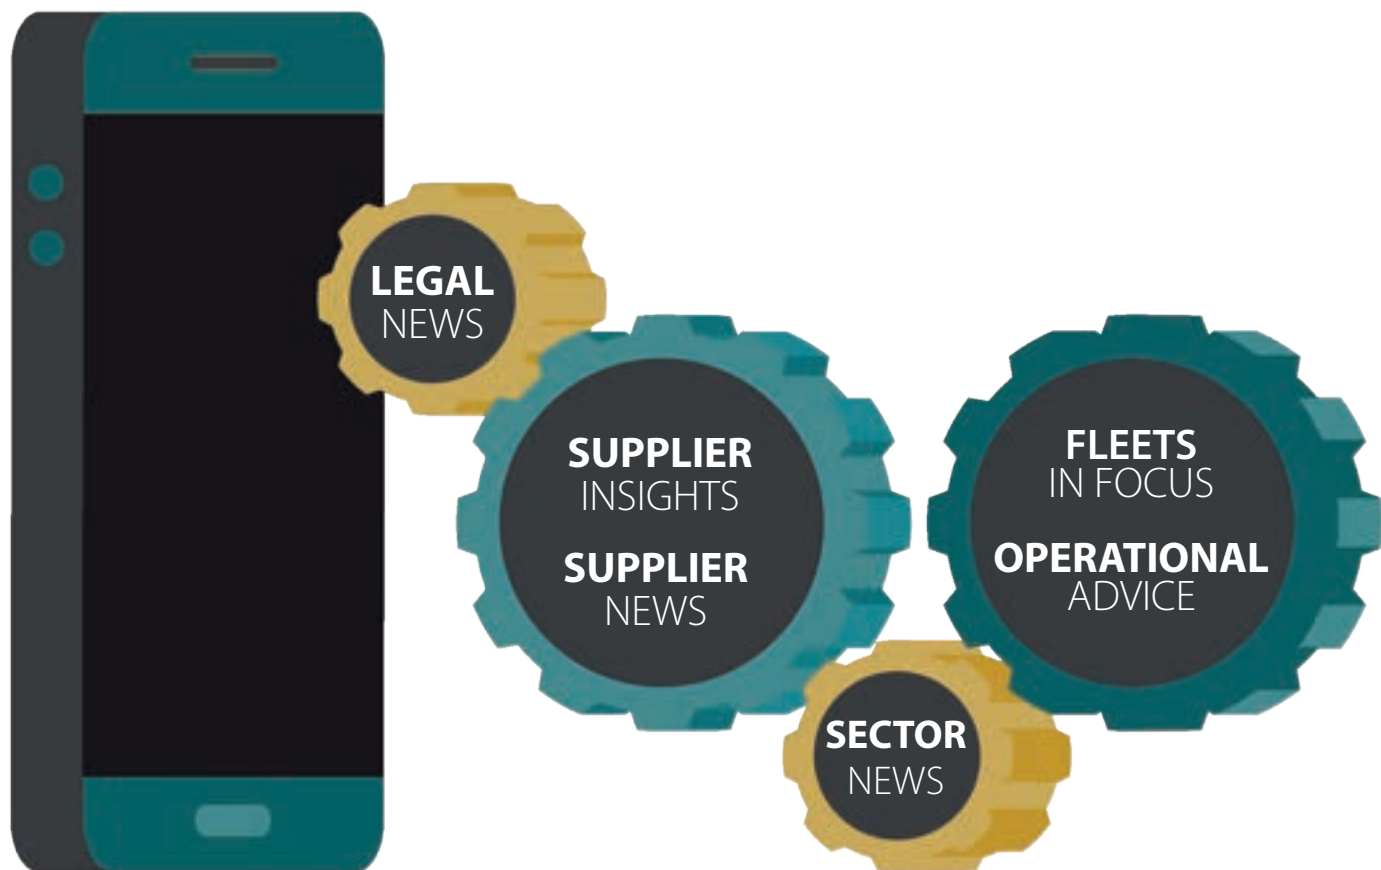 LEGAL
NEWS
SUPPLIER
INSIGHTS
SUPPLIER
NEWS
FLEETS
IN FOCUS
OPERATIONAL
ADVICE
SECTOR
NEWS